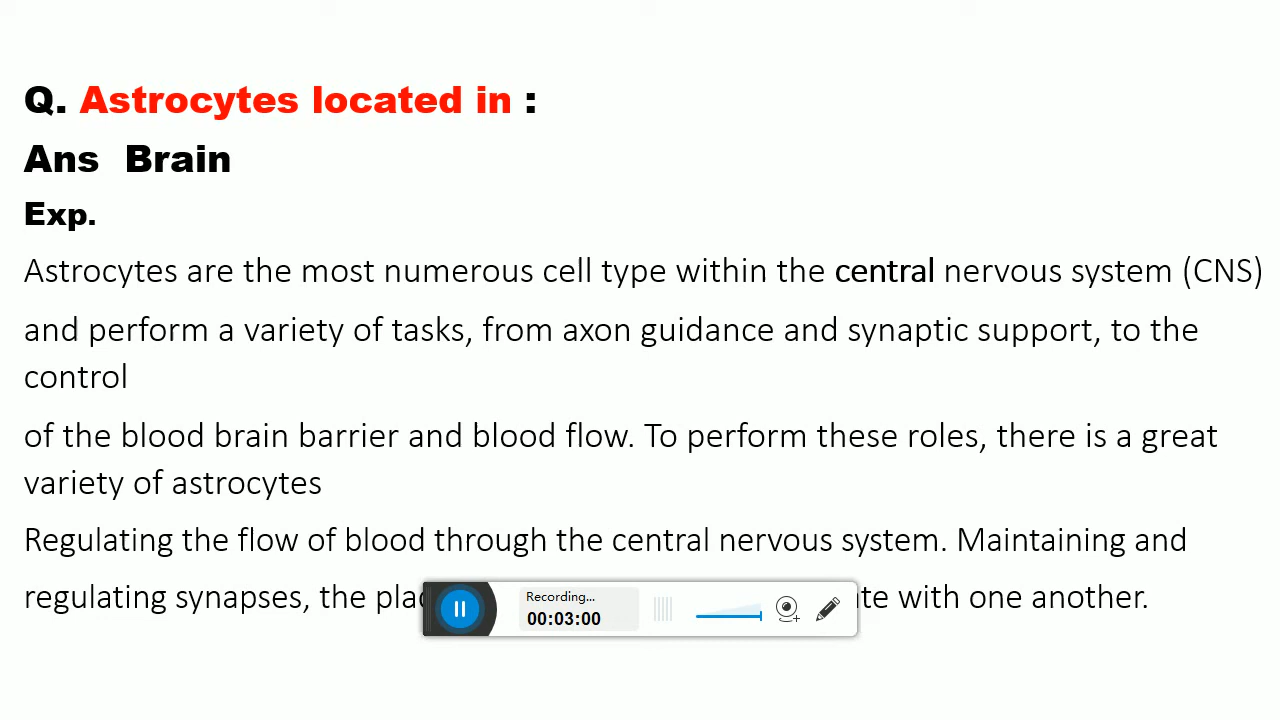 Q. Astrocytes located in :
Ans Brain
Exp.
Astrocytes are the most numerous cell type within the central nervous system (CNS)
and perform a variety of tasks, from axon guidance and synaptic support, to the
control
of the blood brain barrier and blood flow. To perform these roles, there is a great
variety of astrocytes
Regulating the flow of blood through the central nervous system. Maintaining and
regulating synapses, the with one another.
Recording...
00:03:00